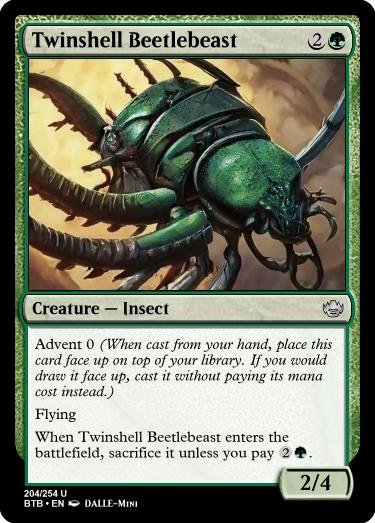 Twinshell Beetlebeast 2
Creature — Insect
Advent 0 (When cast from your hand, place this
card face up on top of your library. If you would
draw it face up, cast it without paying its mana
cost instead.)
Flying
When Twinshell Beetlebeast enters the
battlefield, sacrifice it unless you pay 2 .
2/4
204/254 U
BTB • EN DALLE-Mini